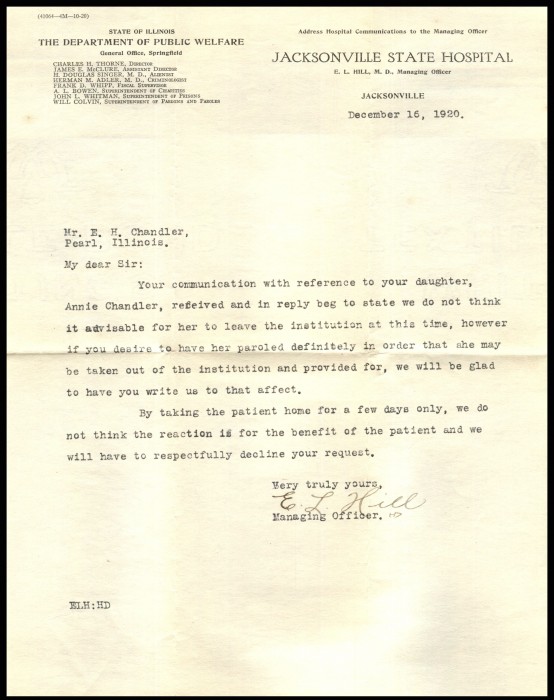 (41064—4M—10-20)
STATE OF ILLINOIS
THE DEPARTMENT OF PUBLIC WELFARE
General Office, Springfield
CHARLES H. THORNE, DIRECTOR
JAMES E. McCLURE, ASSISTANT DIRECTOR
H. DOUGLAS SINGER, M. D., ALIENIST
HERMAN M. ADLER, M. D., CRIMINOLOGIST
FRANK D. WHIPP, FISCAL SUPERVISOR
A. L. BOWEN, SUPERINTENDENT OF CHARITIES
JOHN L. WHITMAN, SUPERINTENDENT OF PRISONS
WILL COLVIN, SUPERINTENDENT OF PARDONS AND PAROLES
Address Hospital Communications to the Managing Officer
JACKSONVILLE STATE HOSPITAL
E. L. HILL, M. D., Managing Officer
JACKSONVILLE
December 16, 1920.
Mr. E. H. Chandler,
Pearl, Illinois.
My dear Sir:
Your communication with reference to your daughter,
Annie Chandler, received and in reply beg to state we do not think
it advisable for her to leave the institution at this time, however
if you desire to have her paroled definitely in order that she may
be taken out of the institution and provided for, we will be glad
to have you write us to that affect.
By taking the patient home for a few days only, we do
not think the reaction is for the benefit of the patient and we
will have to respectfully decline your request.
Very truly yours,
E. L. Hill
Managing Officer.
ELH:HD